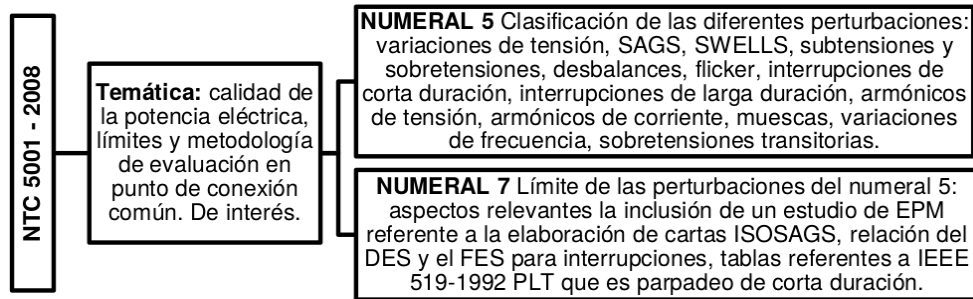 NTC 5001 - 2008
Temática: calidad de
la potencia eléctrica,
límites y metodología
de evaluación en
punto de conexión
común. De interés.
NUMERAL 5 Clasificación de las diferentes perturbaciones:
variaciones de tensión, SAGS, SWELLS, subtensiones y
sobretensiones, desbalances, flicker, interrupciones de
corta duración, interrupciones de larga duración, armónicos
de tensión, armónicos de corriente, muescas, variaciones
de frecuencia, sobretensiones transitorias.
NUMERAL 7 Límite de las perturbaciones del numeral 5:
aspectos relevantes la inclusión de un estudio de EPM
referente a la elaboración de cartas ISOSAGS, relación del
DES y el FES para interrupciones, tablas referentes a IEEE
519-1992 PLT que es parpadeo de corta duración.